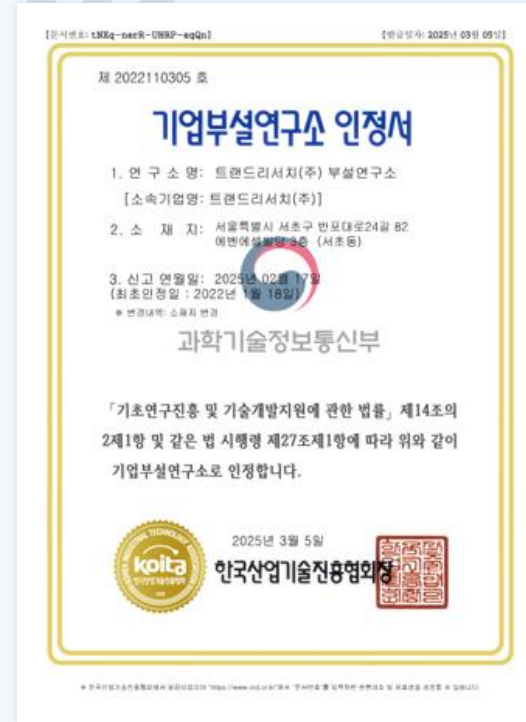 [문서번호: tNXq-nerR-UHRP-eqQn]
[발급일자: 2025년 03월 05일]
제 2022110305 호
기업부설연구소 인정서
1. 연 구 소 명: 트랜드리서치(주) 부설연구소
[소속기업명: 트랜드리서치(주)]
2. 소 재 지: 서울특별시 서초구 반포대로24길 82
에벤에셀빌딩 3층 (서초동)
3. 신고 연월일: 2025년 02월 17일
(최초인정일 : 2022년 1월 18일)
※ 변경내역: 소재지 변경
과학기술정보통신부
「기초연구진흥 및 기술개발지원에 관한 법률」 제14조의
2제1항 및 같은 법 시행령 제27조제1항에 따라 위와 같이
기업부설연구소로 인정합니다.
2025년 3월 5일
koita
한국산업기술진흥협회장